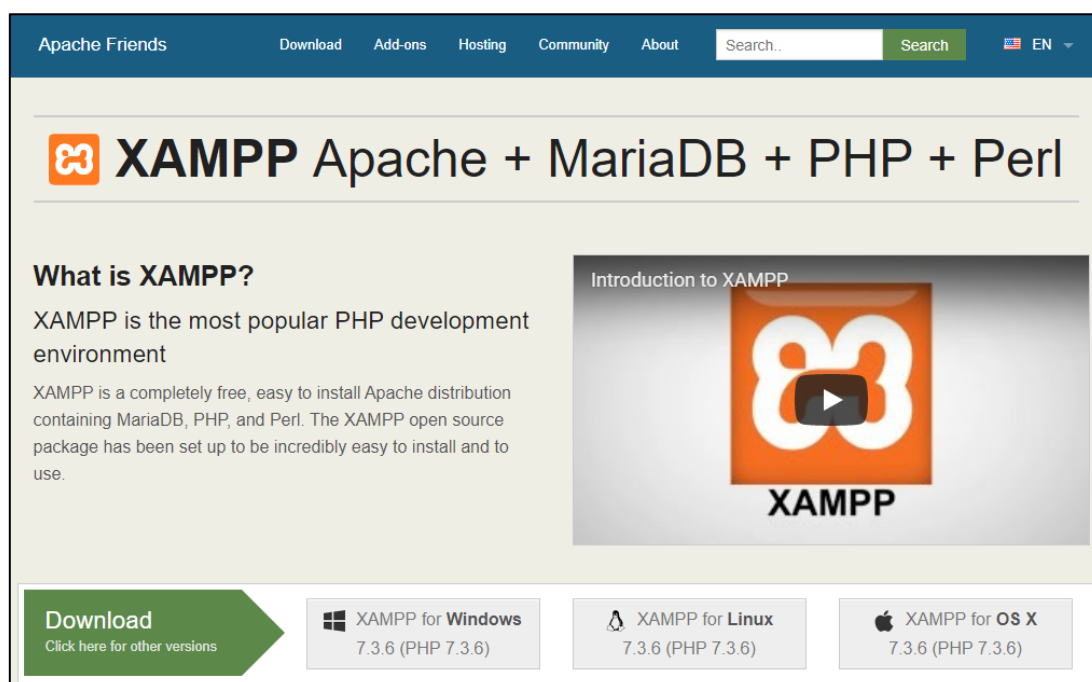 Apache Friends Download Add-ons Hosting Community About Search.. Search EN
XAMPP Apache + MariaDB + PHP + Perl
What is XAMPP?
XAMPP is the most popular PHP development
environment
XAMPP is a completely free, easy to install Apache distribution
containing MariaDB, PHP, and Perl. The XAMPP open source
package has been set up to be incredibly easy to install and to
use.
Introduction to XAMPP
XAMPP
Download
Click here for other versions
XAMPP for Windows
7.3.6 (PHP 7.3.6)
XAMPP for Linux
7.3.6 (PHP 7.3.6)
XAMPP for OS X
7.3.6 (PHP 7.3.6)